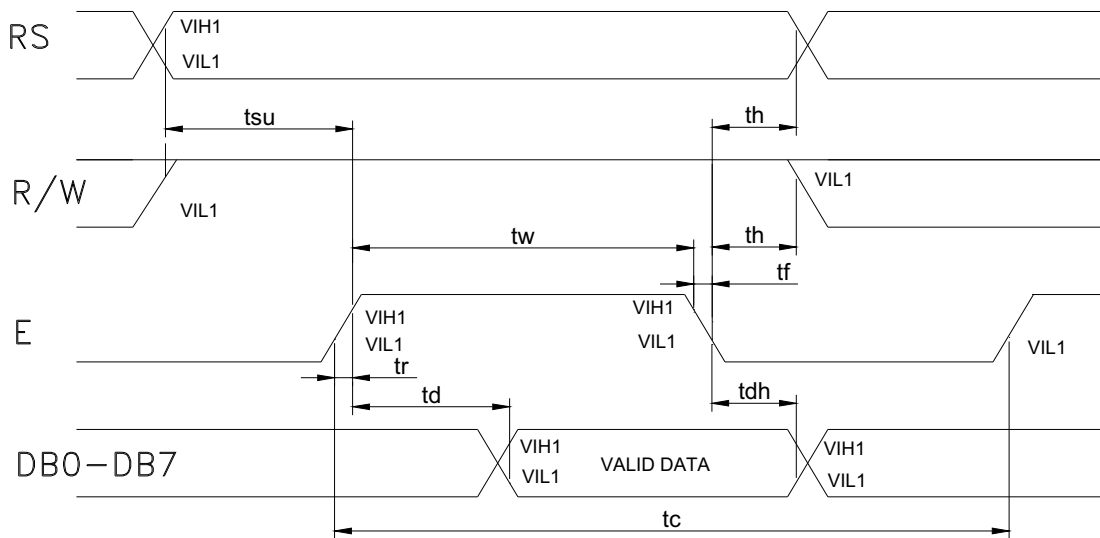 RS
VIH1
VIL1
tsu
th
R/W
VIL1
VIL1
tw
th
tf
E
VIH1
VIL1
VIH1
VIL1
VIL1
tr
td
tdh
DB0-DB7
VIH1
VIL1
VALID DATA
VIH1
VIL1
tc